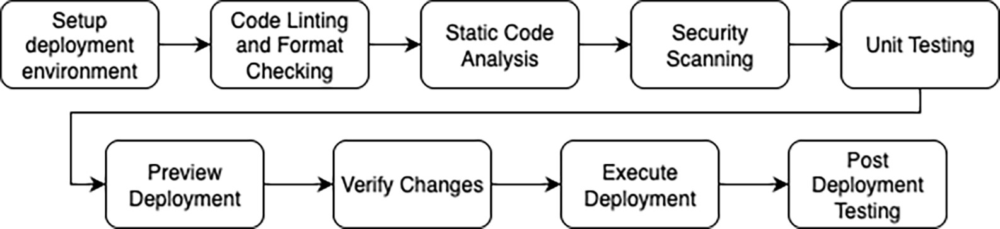 Setup
deployment
environment
Code Linting
and Format
Checking
Static Code
Analysis
Security
Scanning
Unit Testing
Preview
Deployment
Verify Changes
Execute
Deployment
Post
Deployment
Testing